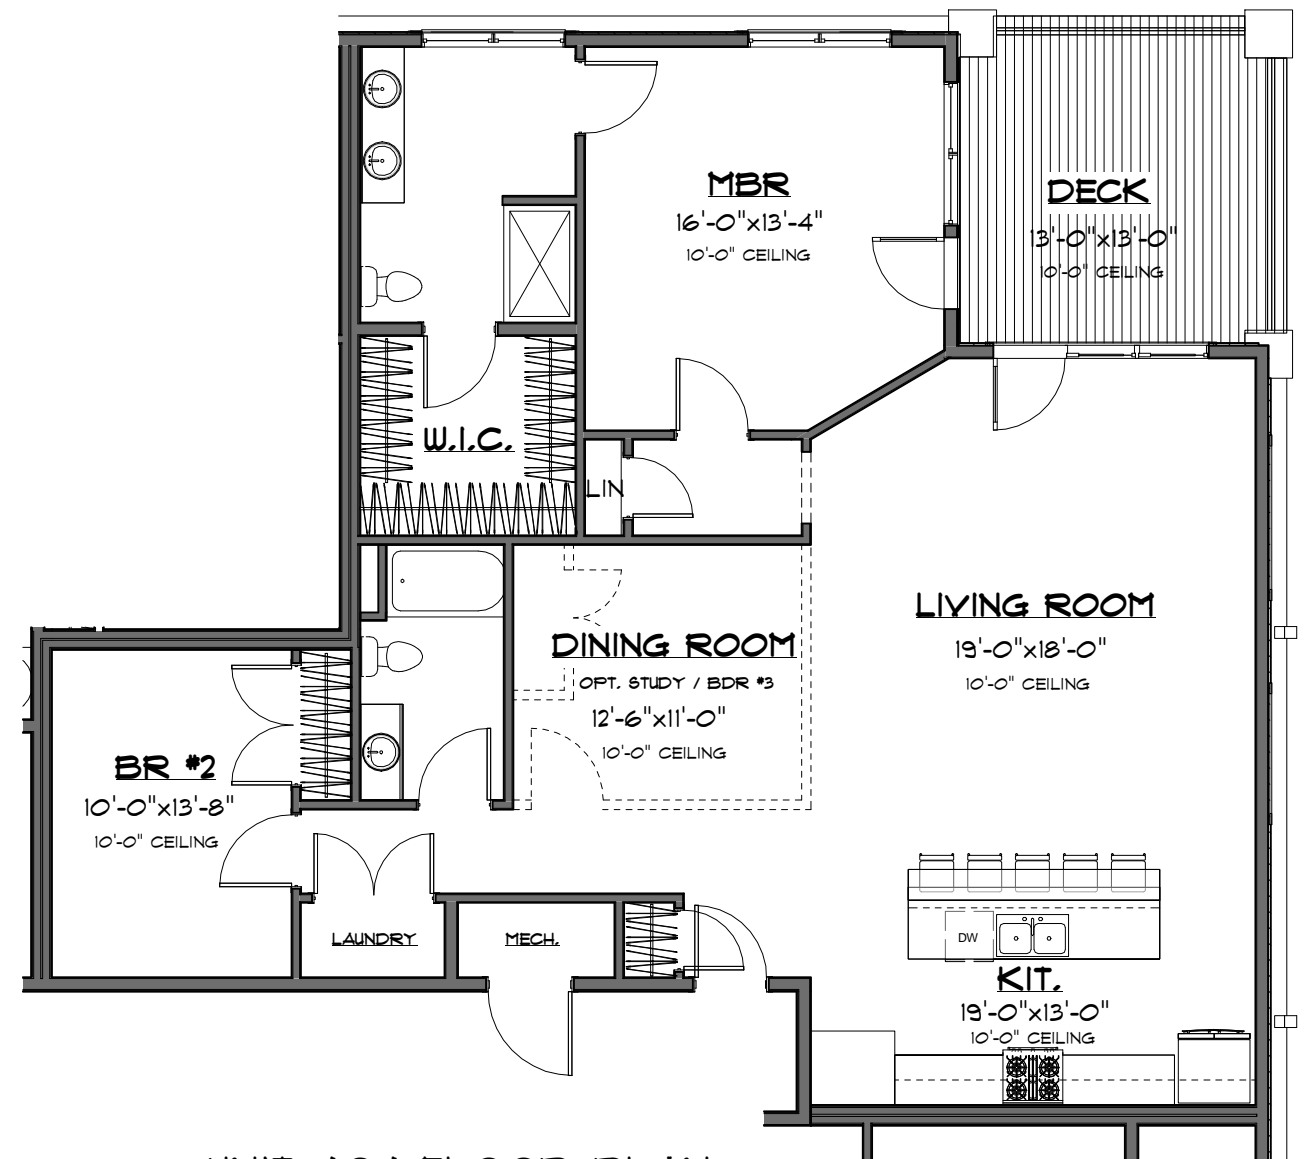 MBR
16'-0"x13'-4"
10'-0" CEILING
DECK
13'-0"x13'-0"
10'-0" CEILING
W.I.C.
LIN
LIVING ROOM
19'-0"x18'-0"
10'-0" CEILING
DINING ROOM
OPT. STUDY / BDR #3
12'-6"x11'-0"
10'-0" CEILING
BR #2
10'-0"x13'-8"
10'-0" CEILING
LAUNDRY
MECH.
DW
KIT.
19'-0"x13'-0"
10'-0" CEILING